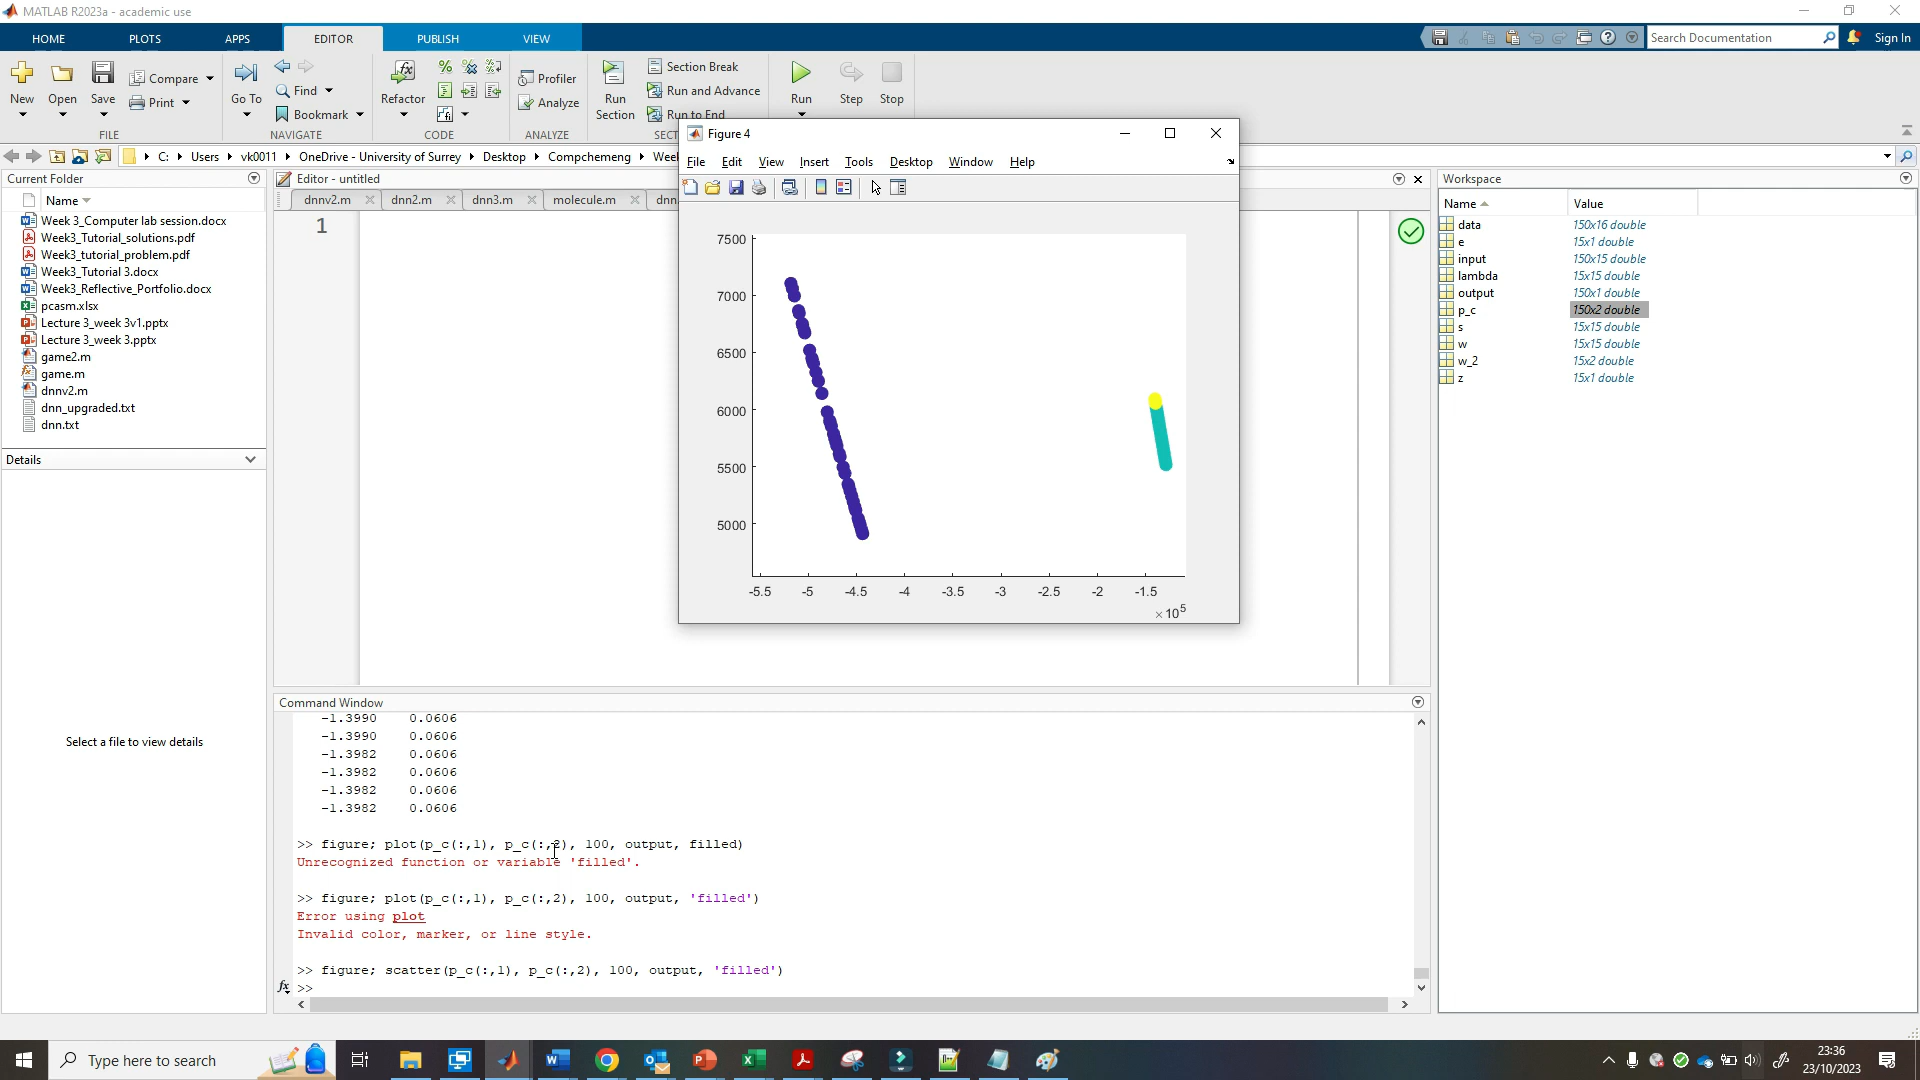 MATLAB R2023a - academic use
HOME PLOTS APPS EDITOR PUBLISH VIEW
Search Documentation
Sign In
New Open Save Compare Print
Go To Find Bookmark
Refactor
Profiler
Analyze
Run Section
Section Break
Run and Advance
Run to End
Run Step Stop
FILE NAVIGATE CODE ANALYZE SECT
C: Users vk0011 OneDrive - University of Surrey Desktop Compchemeng Week
Current Folder
Name
Week 3_Computer lab session.docx
Week3_Tutorial_solutions.pdf
Week3_tutorial_problem.pdf
Week3_Tutorial 3.docx
Week3_Reflective_Portfolio.docx
pcasm.xlsx
Lecture 3_week 3v1.pptx
Lecture 3_week 3.pptx
game2.m
game.m
dnnv2.m
dnn_upgraded.txt
dnn.txt
Details
Select a file to view details
Editor - untitled
dnnv2.m dnn2.m dnn3.m molecule.m dnn
1
Figure 4
File Edit View Insert Tools Desktop Window Help
7500
7000
6500
6000
5500
5000
-5.5 -5 -4.5 -4 -3.5 -3 -2.5 -2 -1.5
×10⁵
Command Window
-1.3990 0.0606
-1.3990 0.0606
-1.3982 0.0606
-1.3982 0.0606
-1.3982 0.0606
-1.3982 0.0606
>> figure; plot(p_c(:,1), p_c(:,2), 100, output, filled)
Unrecognized function or variable 'filled'.
>> figure; plot(p_c(:,1), p_c(:,2), 100, output, 'filled')
Error using plot
Invalid color, marker, or line style.
>> figure; scatter(p_c(:,1), p_c(:,2), 100, output, 'filled')
fx >>
Workspace
Name Value
data 150x16 double
e 15x1 double
input 150x15 double
lambda 15x15 double
output 150x1 double
p_c 150x2 double
s 15x15 double
w 15x15 double
w_2 15x2 double
z 15x1 double
Type here to search
23:36
23/10/2023